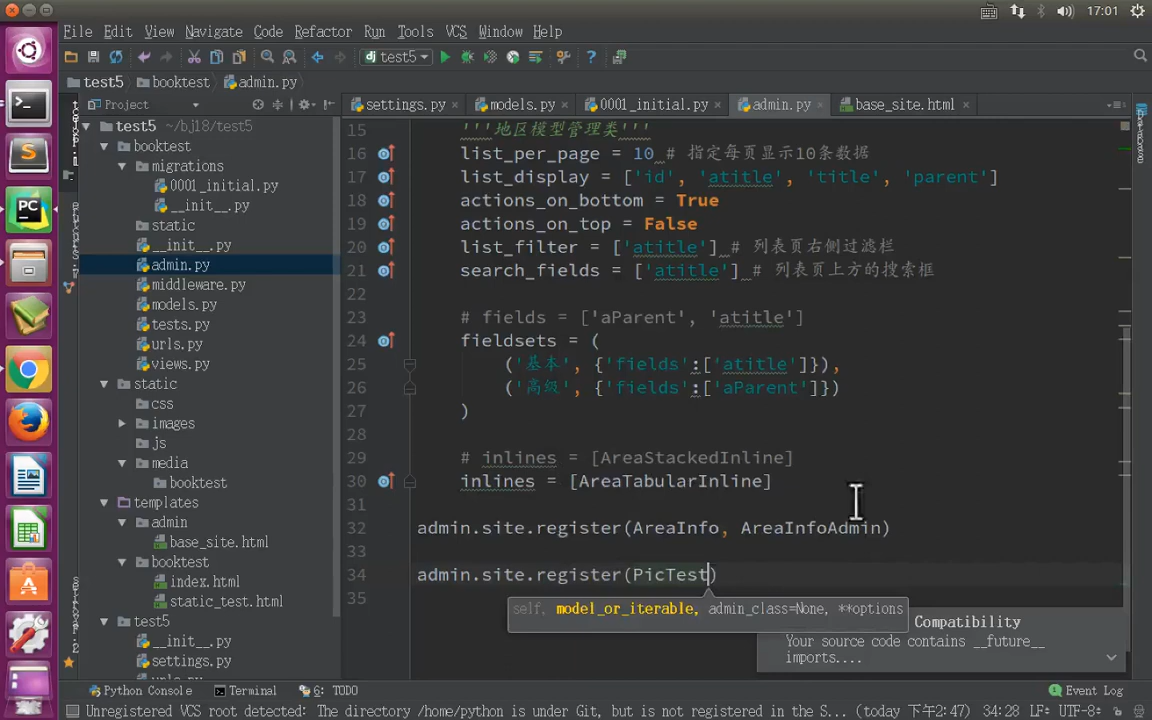 17:01
File Edit View Navigate Code Refactor Run Tools VCS Window Help
test5
test5 booktest admin.py
Project
settings.py models.py 0001_initial.py admin.py base_site.html
test5 ~/bj18/test5
booktest
migrations
0001_initial.py
__init__.py
static
__init__.py
admin.py
middleware.py
models.py
tests.py
urls.py
views.py
static
css
images
js
media
booktest
templates
admin
base_site.html
booktest
index.html
static_test.html
test5
__init__.py
settings.py
15 '''地区模型管理类'''
16 list_per_page = 10 # 指定每页显示10条数据
17 list_display = ['id', 'atitle', 'title', 'parent']
18 actions_on_bottom = True
19 actions_on_top = False
20 list_filter = ['atitle'] # 列表页右侧过滤栏
21 search_fields = ['atitle'] # 列表页上方的搜索框
22
23 # fields = ['aParent', 'atitle']
24 fieldsets = (
25 ('基本', {'fields':['atitle']}),
26 ('高级', {'fields':['aParent']})
27 )
28
29 # inlines = [AreaStackedInline]
30 inlines = [AreaTabularInline]
31
32 admin.site.register(AreaInfo, AreaInfoAdmin)
33
34 admin.site.register(PicTest)
35
self, model_or_iterable, admin_class=None, **options
Compatibility
Your source code contains __future__
imports....
Python Console Terminal 6: TODO Event Log
Unregistered VCS root detected: The directory /home/python is under Git, but is not registered in the S... (today 下午2:47) 34:28 LF÷ UTF-8÷